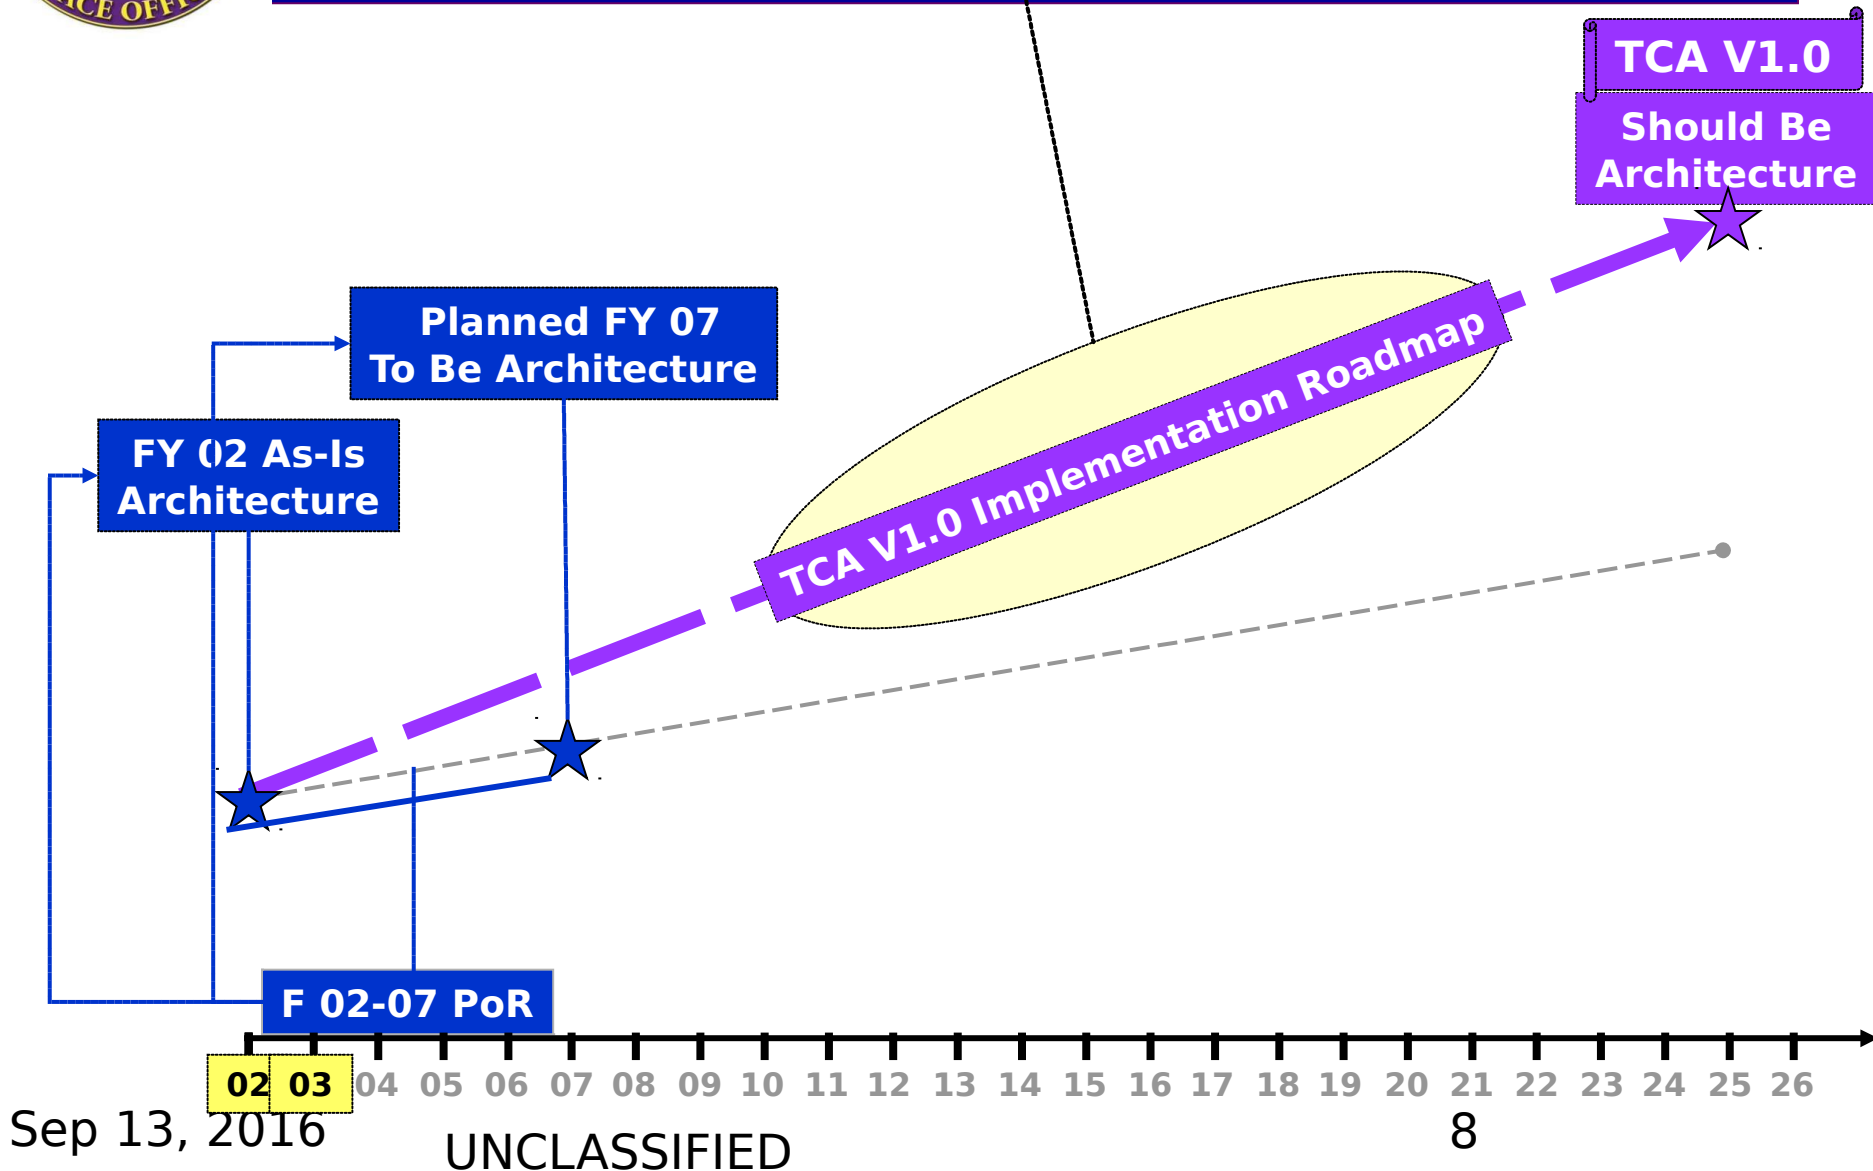 TCA V1.0
Should Be
Architecture
Planned FY 07
To Be Architecture
FY 02 As-Is
Architecture
TCA V1.0 Implementation Roadmap
F 02-07 PoR
02 03 04 05 06 07 08 09 10 11 12 13 14 15 16 17 18 19 20 21 22 23 24 25 26
Sep 13, 2016
UNCLASSIFIED
8